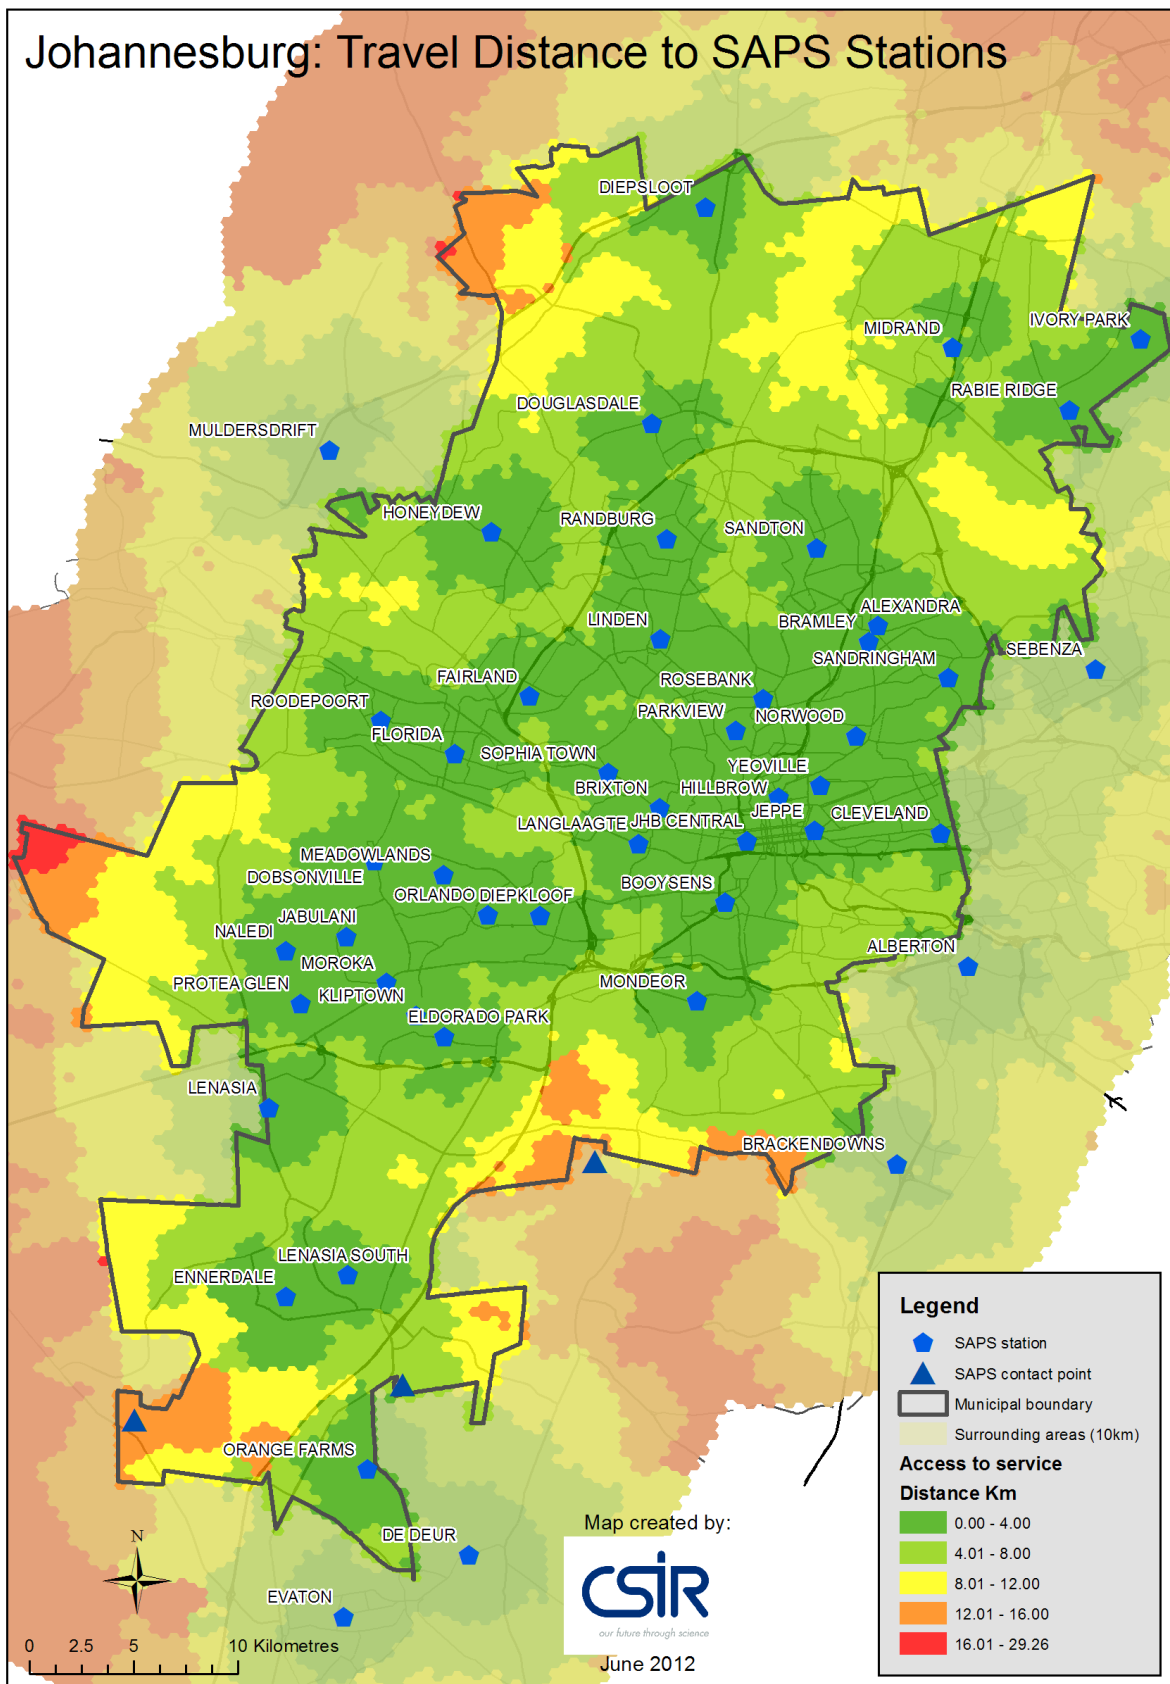 Johannesburg: Travel Distance to SAPS Stations
DIEPSLOOT
IVORY PARK
MIDRAND
RABIE RIDGE
DOUGLASDALE
MULDERSDRIFT
HONEYDEW
RANDBURG
SANDTON
ALEXANDRA
LINDEN
BRAMLEY
SEBENZA
SANDRINGHAM
FAIRLAND
ROSEBANK
ROODEPOORT
PARKVIEW
NORWOOD
FLORIDA
SOPHIA TOWN
YEOVILLE
BRIXTON
HILLBROW
JEPPE
CLEVELAND
LANGLAAGTE
JHB CENTRAL
MEADOWLANDS
DOBSONVILLE
BOOYSENS
ORLANDO
DIEPKLOOF
JABULANI
NALEDI
ALBERTON
MOROKA
PROTEA GLEN
KLIPTOWN
MONDEOR
ELDORADO PARK
LENASIA
BRACKENDOWNS
LENASIA SOUTH
ENNERDALE
ORANGE FARMS
DE DEUR
EVATON
Legend
SAPS station
SAPS contact point
Municipal boundary
Surrounding areas (10km)
Access to service
Distance Km
0.00 - 4.00
4.01 - 8.00
8.01 - 12.00
12.01 - 16.00
16.01 - 29.26
N
0 2.5 5 10 Kilometres
Map created by:
CSIR
our future through science
June 2012